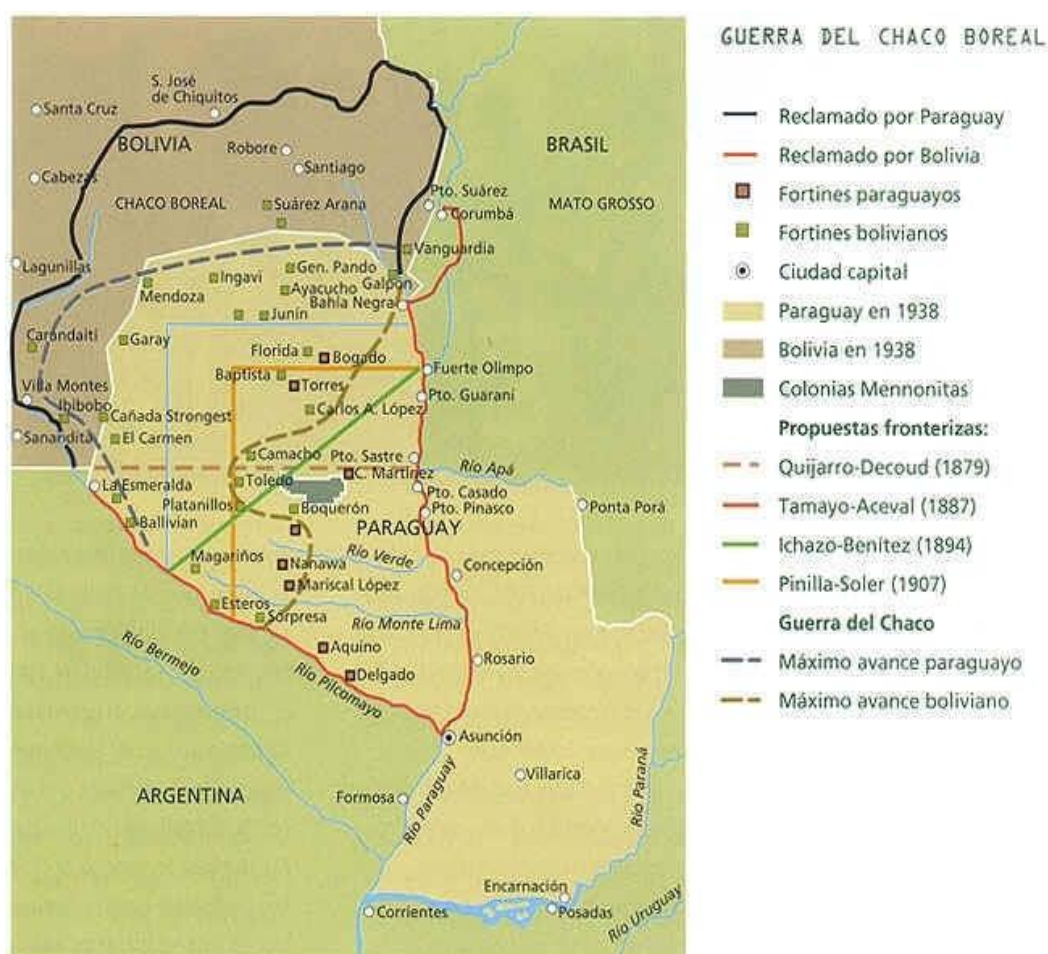 GUERRA DEL CHACO BOREAL
Reclamado por Paraguay
Reclamado por Bolivia
Fortines paraguayos
Fortines bolivianos
Ciudad capital
Paraguay en 1938
Bolivia en 1938
Colonias Mennonitas
Propuestas fronterizas:
Quijarro-Decoud (1879)
Tamayo-Aceval (1887)
Ichazo-Benítez (1894)
Pinilla-Soler (1907)
Guerra del Chaco
Máximo avance paraguayo
Máximo avance boliviano
S. José
de Chiquitos
Santa Cruz
BOLIVIA
BRASIL
Robore
Santiago
Cabezas
CHACO BOREAL
Suárez Arana
Pto. Suárez
Corumbá
MATO GROSSO
Vanguardia
Lagunillas
Ingavi
Gen. Pando
Galpón
Mendoza
Ayacucho
Bahía Negra
Junín
Carandaití
Garay
Florida
Bogado
Fuerte Olimpo
Baptista
Torres
Villa Montes
Pto. Guaraní
Ibibobo
Cañada Strongest
Carlos A. López
Sanandita
El Carmen
Camacho
Pto. Sastre
Río Apá
C. Martínez
La Esmeralda
Toledo
Pto. Casado
Platanillos
Boquerón
Pto. Pinasco
Ponta Porá
Ballivian
PARAGUAY
Río Verde
Magariños
Nanawa
Concepción
Mariscal López
Esteros
Sorpresa
Río Monte Lima
Río Bermejo
Aquino
Rosario
Río Pilcomayo
Delgado
Asunción
Villarica
ARGENTINA
Formosa
Río Paraguay
Río Paraná
Encarnación
Corrientes
Posadas
Río Uruguay